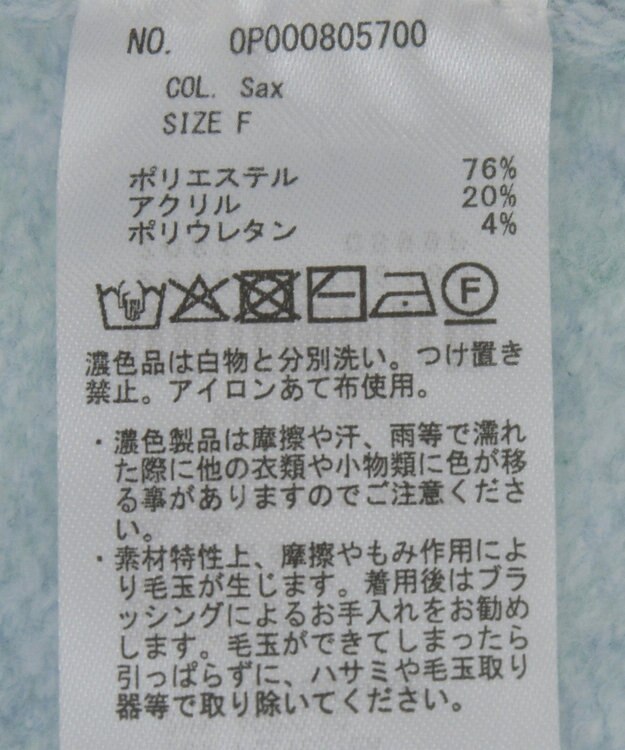 NO. 0P000805700
COL. Sax
SIZE F
ポリエステル 76%
アクリル 20%
ポリウレタン 4%
F
濃色品は白物と分別洗い。つけ置き
禁止。アイロンあて布使用。
・濃色製品は摩擦や汗、雨等で濡れ
た際に他の衣類や小物類に色が移
る事がありますのでご注意くださ
い。
・素材特性上、摩擦やもみ作用によ
り毛玉が生じます。着用後はブラ
ッシングによるお手入れをお勧め
します。毛玉ができてしまったら
引っぱらずに、ハサミや毛玉取り
器等で取り除いてください。